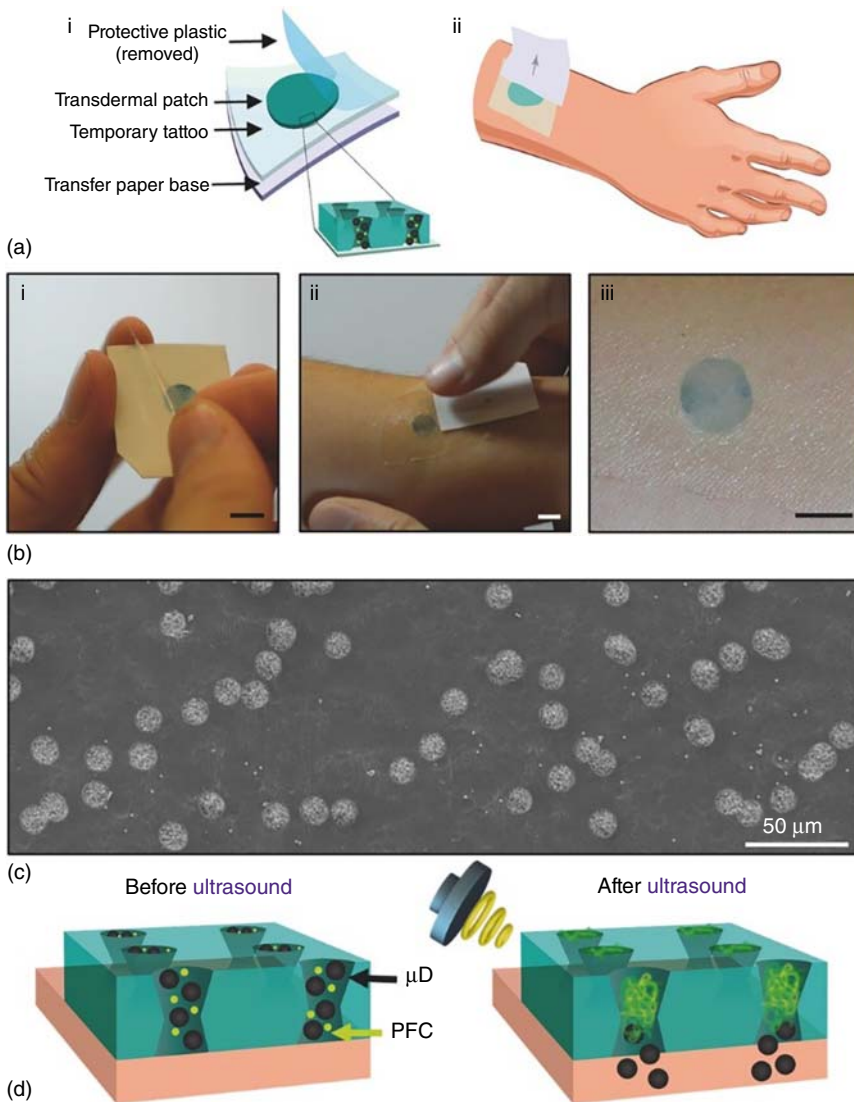 i
Protective plastic
(removed)
Transdermal patch
Temporary tattoo
Transfer paper base
ii
(a)
i
ii
iii
(b)
50 μm
(c)
Before ultrasound
After ultrasound
μD
PFC
(d)